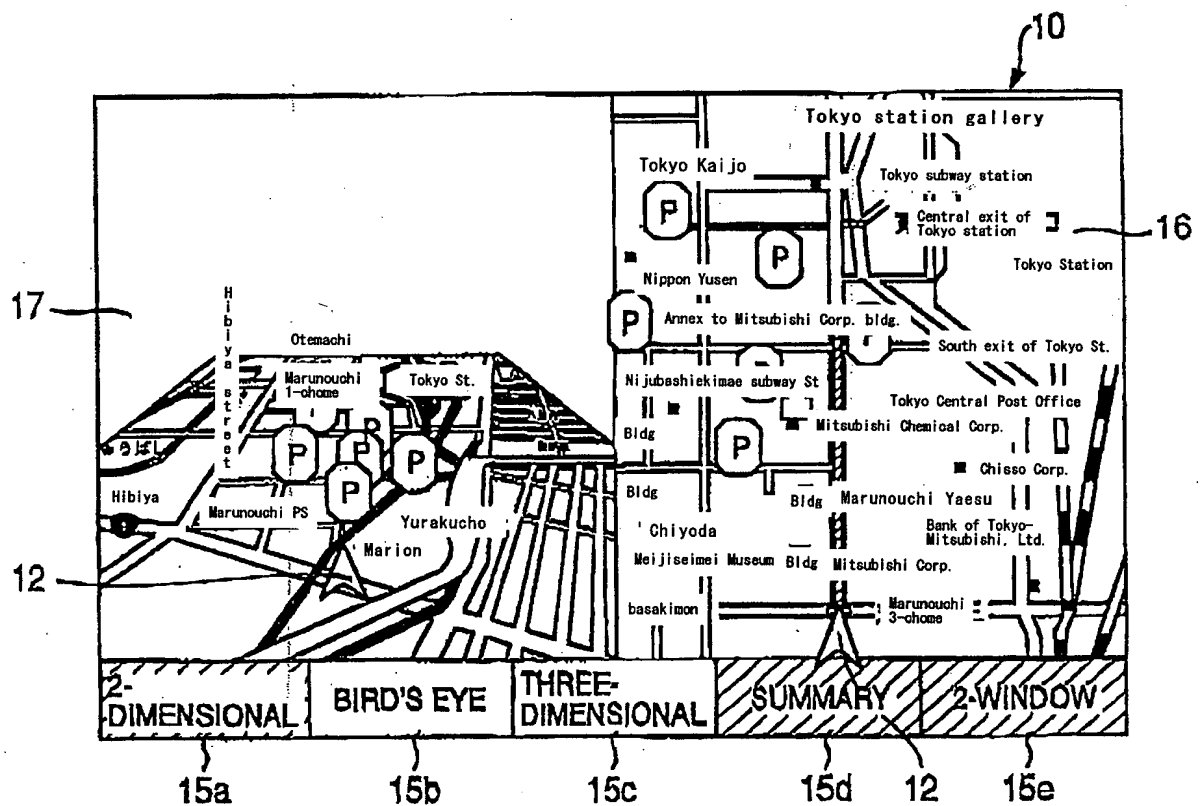 10
Tokyo station gallery
Tokyo Kaijo
Tokyo subway station
P
Central exit of
Tokyo station
16
P
Tokyo Station
Nippon Yusen
17
Hibiya street
P
Annex to Mitsubishi Corp. bldg.
Otemachi
South exit of Tokyo St.
Marunouchi
1-chome
Tokyo St.
Nijubashiekimae subway St
Tokyo Central Post Office
Bldg
Mitsubishi Chemical Corp.
P
P
P
P
P
P
Chisso Corp.
Hibiya
Bldg
Bldg
Marunouchi Yaesu
Marunouchi PS
Yurakucho
Chiyoda
Bank of Tokyo-
Mitsubishi, Ltd.
Marion
Meijiseimei Museum
Bldg
Mitsubishi Corp.
12
basakimon
Marunouchi
3-chome
2-
DIMENSIONAL
BIRD'S EYE
THREE-
DIMENSIONAL
SUMMARY
2-WINDOW
15a
15b
15c
15d
12
15e